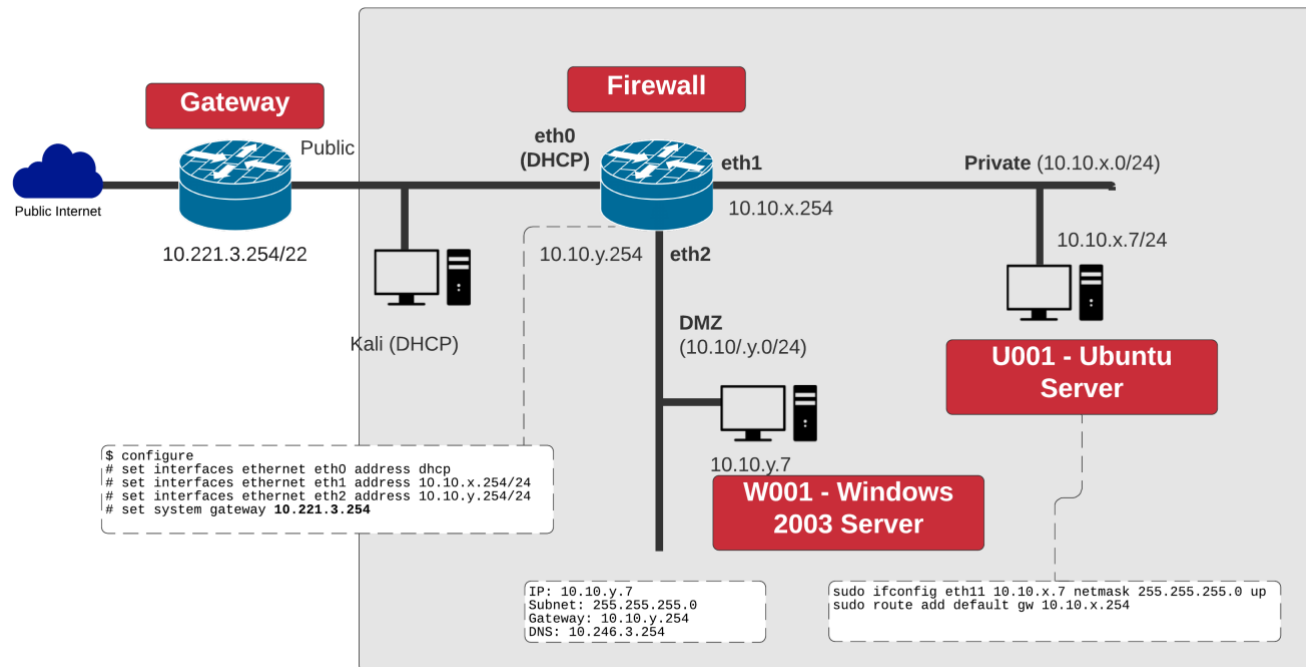 Gateway
Firewall
Public
eth0
(DHCP)
eth1
Private (10.10.x.0/24)
Public Internet
10.10.x.254
10.221.3.254/22
10.10.y.254
eth2
10.10.x.7/24
Kali (DHCP)
DMZ
(10.10/.y.0/24)
U001 - Ubuntu
Server
$ configure
# set interfaces ethernet eth0 address dhcp
# set interfaces ethernet eth1 address 10.10.x.254/24
# set interfaces ethernet eth2 address 10.10.y.254/24
# set system gateway 10.221.3.254
10.10.y.7
W001 - Windows
2003 Server
IP: 10.10.y.7
Subnet: 255.255.255.0
Gateway: 10.10.y.254
DNS: 10.246.3.254
sudo ifconfig eth11 10.10.x.7 netmask 255.255.255.0 up
sudo route add default gw 10.10.x.254